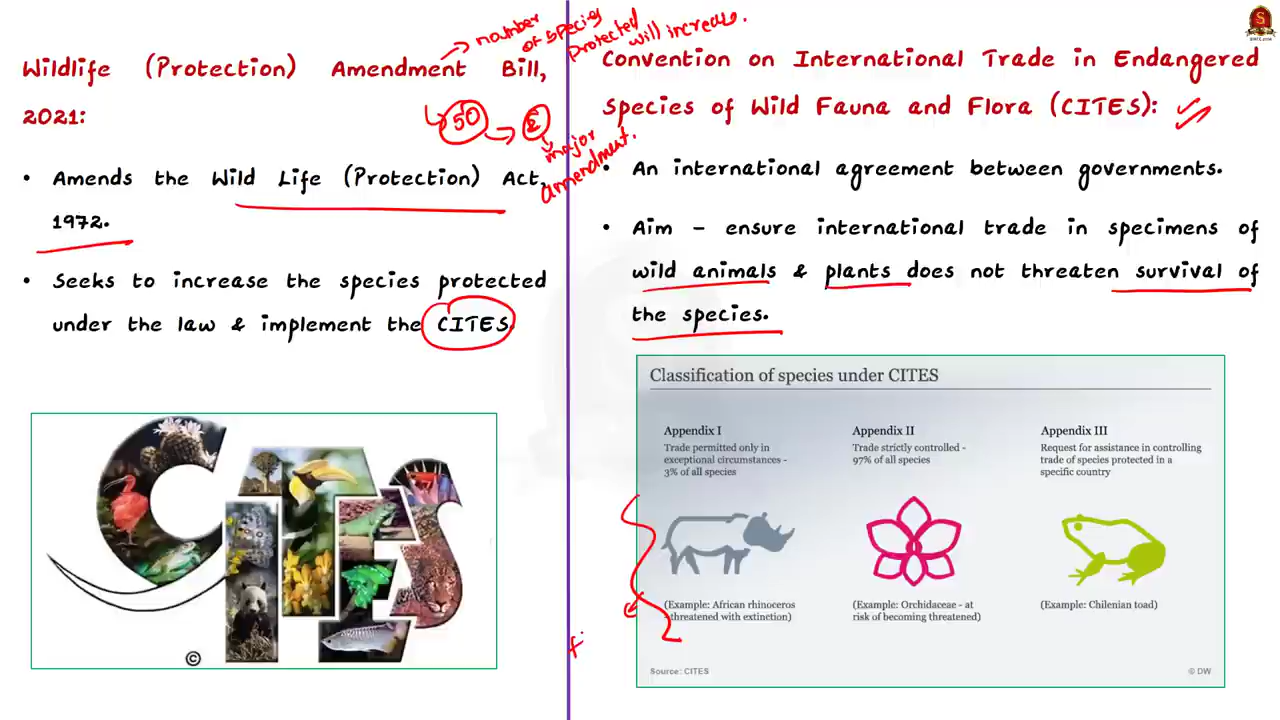 Wildlife (Protection) Amendment Bill,
2021:
→ number
of species
protected
will increase.
50 → 2
major
amendment.
• Amends the Wild Life (Protection) Act,
1972.
• Seeks to increase the species protected
under the law & implement the CITES.
CITES
©
Convention on International Trade in Endangered
Species of Wild Fauna and Flora (CITES):
• An international agreement between governments.
• Aim - ensure international trade in specimens of
wild animals & plants does not threaten survival of
the species.
Classification of species under CITES
Appendix I
Trade permitted only in
exceptional circumstances -
3% of all species
(Example: African rhinoceros
- threatened with extinction)
Appendix II
Trade strictly controlled -
97% of all species
(Example: Orchidaceae - at
risk of becoming threatened)
Appendix III
Request for assistance in controlling
trade of species protected in a
specific country
(Example: Chilenian toad)
Source: CITES
© DW